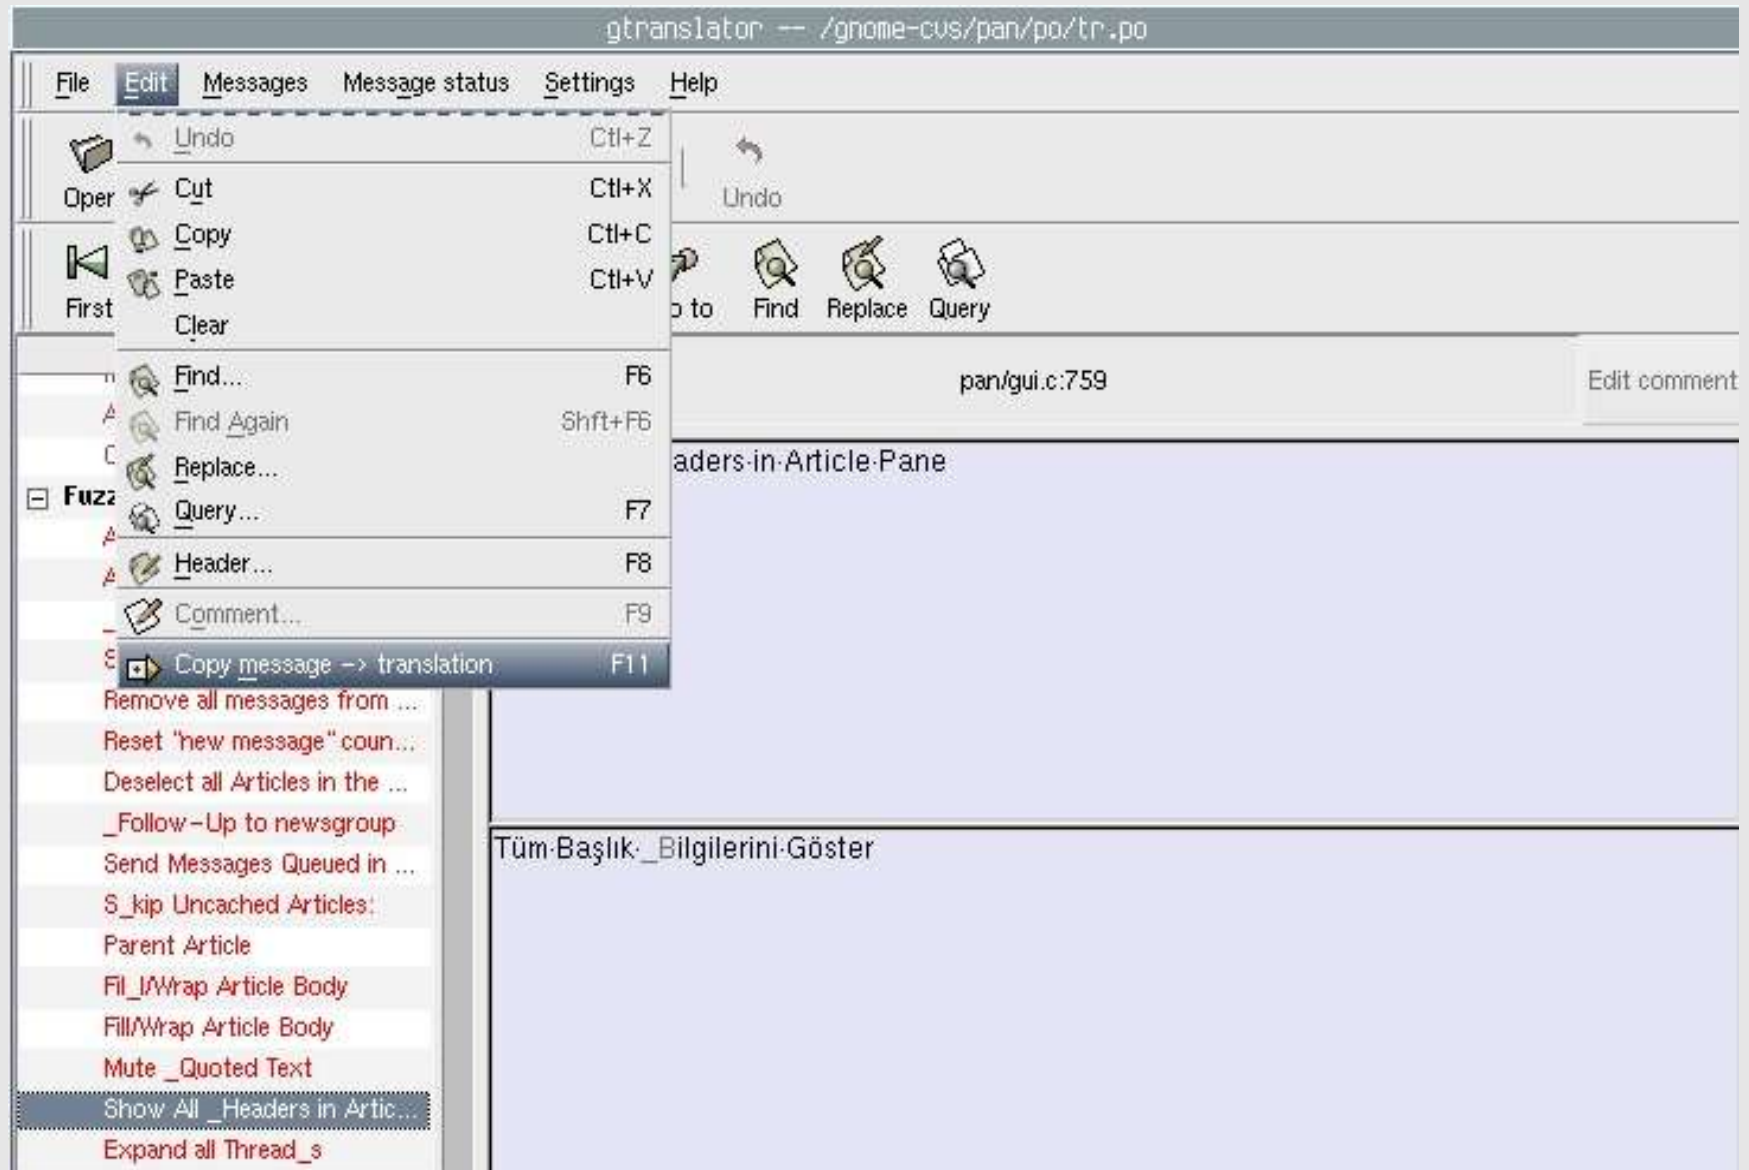 gtranslator -- /gnome-cvs/pan/po/tr.po
File Edit Messages Message status Settings Help
Undo Ctl+Z
Cut Ctl+X
Copy Ctl+C
Paste Ctl+V
Clear
Find... F6
Find Again Shft+F6
Replace...
Query... F7
Header... F8
Comment... F9
Copy message -> translation F11
Undo
First
to
Find
Replace
Query
pan/gui.c:759
Edit comment
aders·in·Article·Pane
Remove all messages from ...
Reset "new message" coun...
Deselect all Articles in the ...
_Follow-Up to newsgroup
Send Messages Queued in ...
S_kip Uncached Articles:
Parent Article
Fil_l/Wrap Article Body
Fill/Wrap Article Body
Mute _Quoted Text
Show All _Headers in Artic...
Expand all Thread_s
Tüm·Başlık·_Bilgilerini·Göster